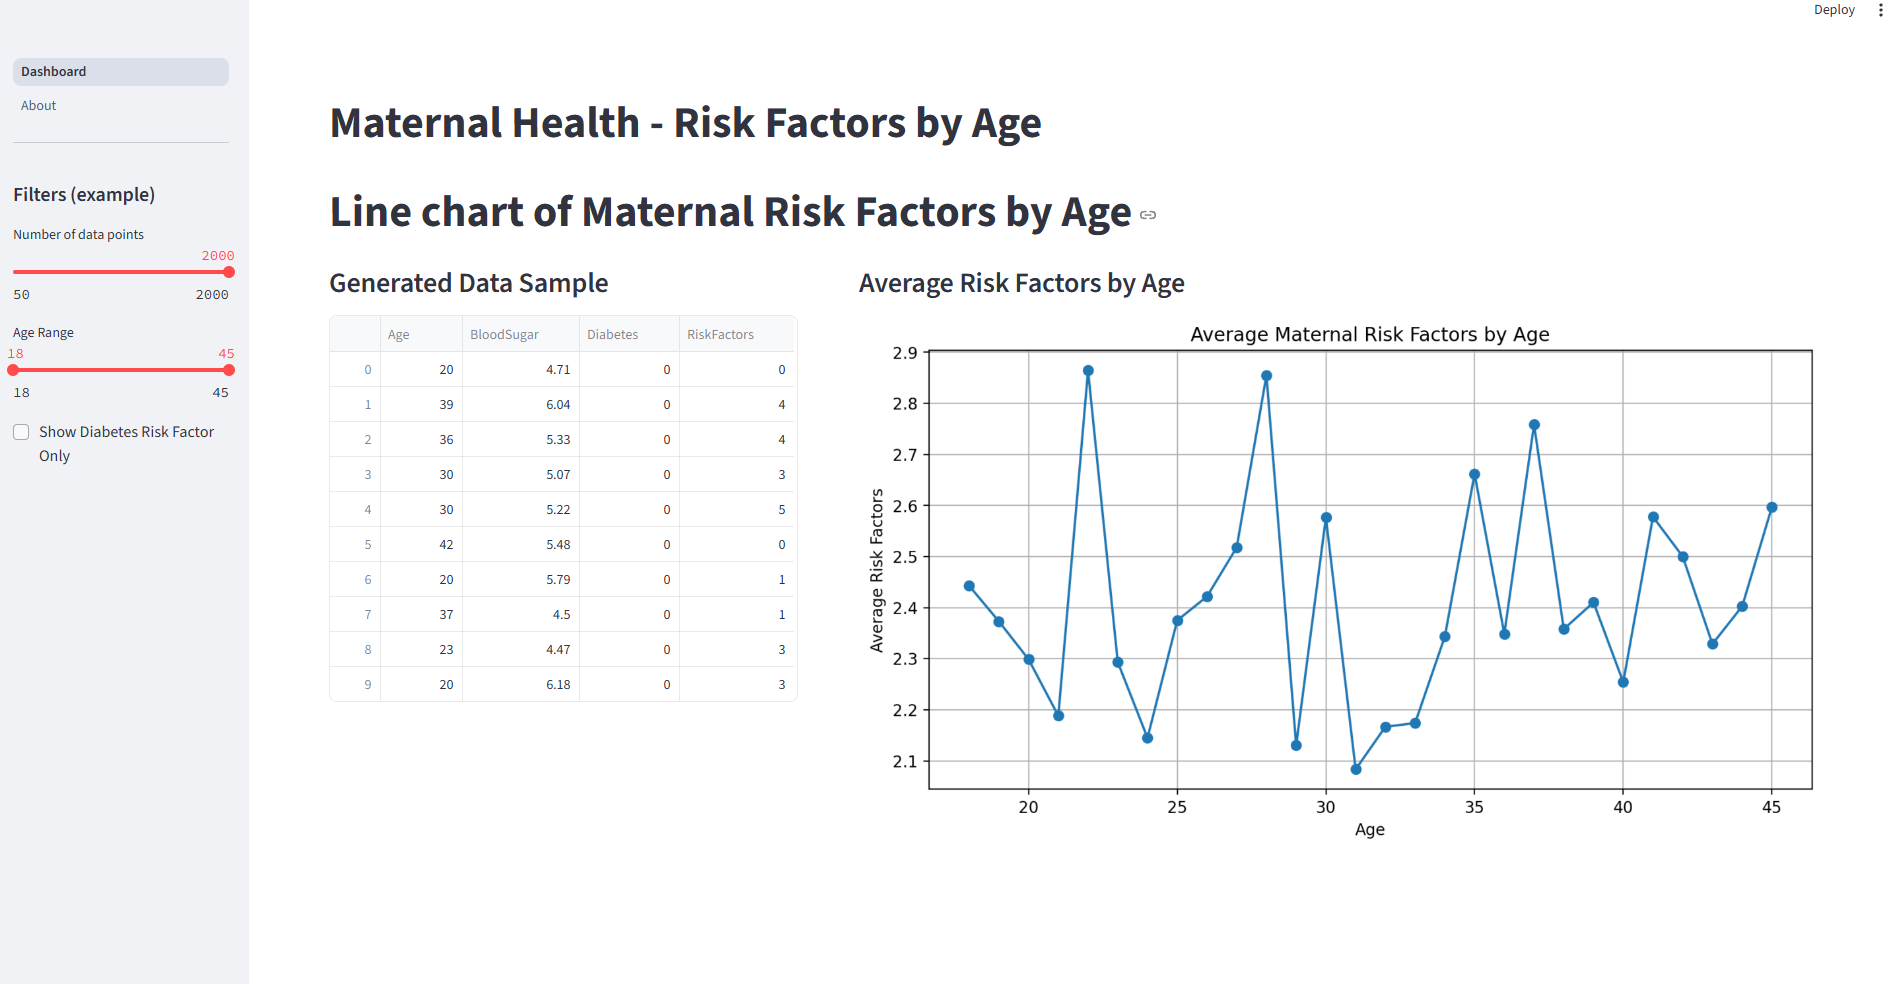 Deploy
Dashboard
About
Filters (example)
Number of data points
2000
50 2000
Age Range
18 45
18 45
Show Diabetes Risk Factor
Only
Maternal Health - Risk Factors by Age
Line chart of Maternal Risk Factors by Age
Generated Data Sample
Age BloodSugar Diabetes RiskFactors
0 20 4.71 0 0
1 39 6.04 0 4
2 36 5.33 0 4
3 30 5.07 0 3
4 30 5.22 0 5
5 42 5.48 0 0
6 20 5.79 0 1
7 37 4.5 0 1
8 23 4.47 0 3
9 20 6.18 0 3
Average Risk Factors by Age
Average Maternal Risk Factors by Age
Average Risk Factors
2.9
2.8
2.7
2.6
2.5
2.4
2.3
2.2
2.1
20 25 30 35 40 45
Age